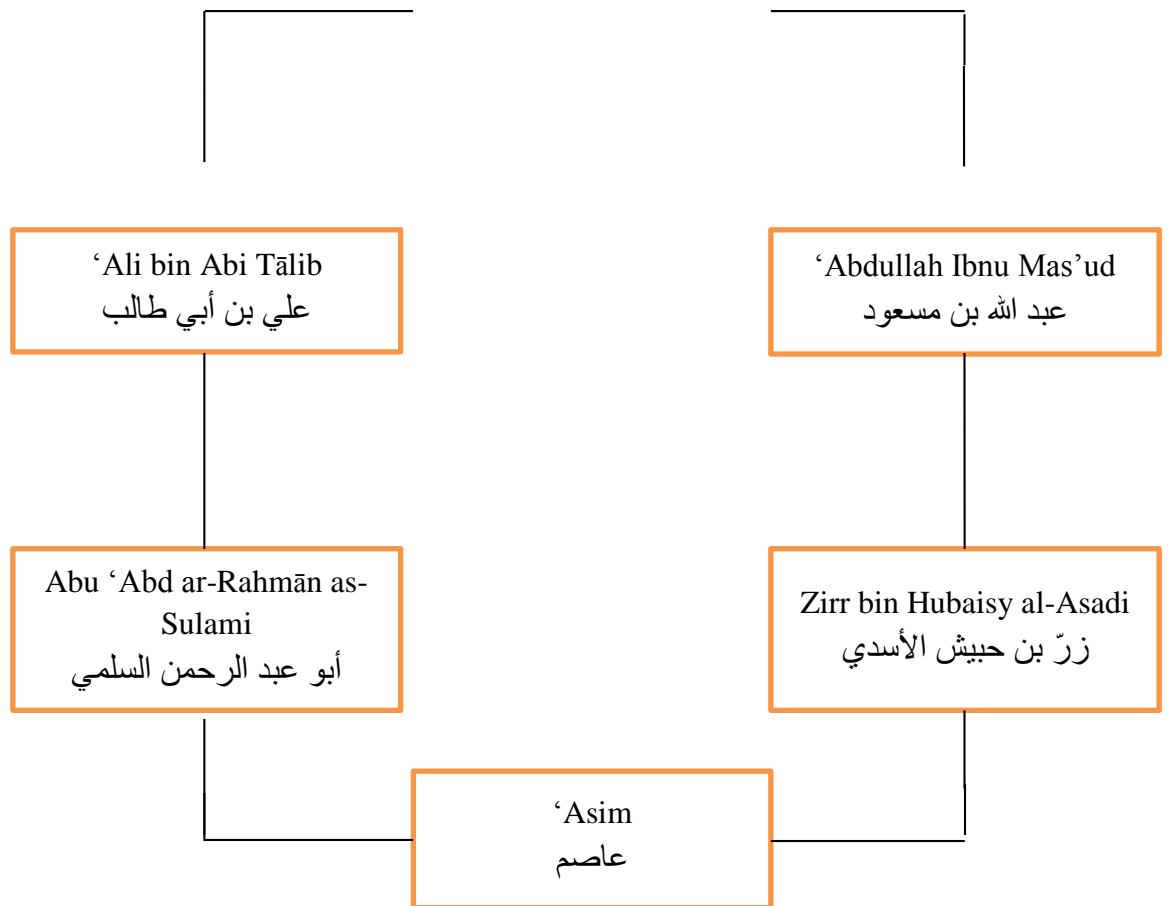 ‘Ali bin Abi Tālib
علي بن أبي طالب
‘Abdullah Ibnu Mas’ud
عبد الله بن مسعود
Abu ‘Abd ar-Rahmān as-
Sulami
أبو عبد الرحمن السلمي
Zirr bin Hubaisy al-Asadi
زرّ بن حبيش الأسدي
‘Asim
عاصم